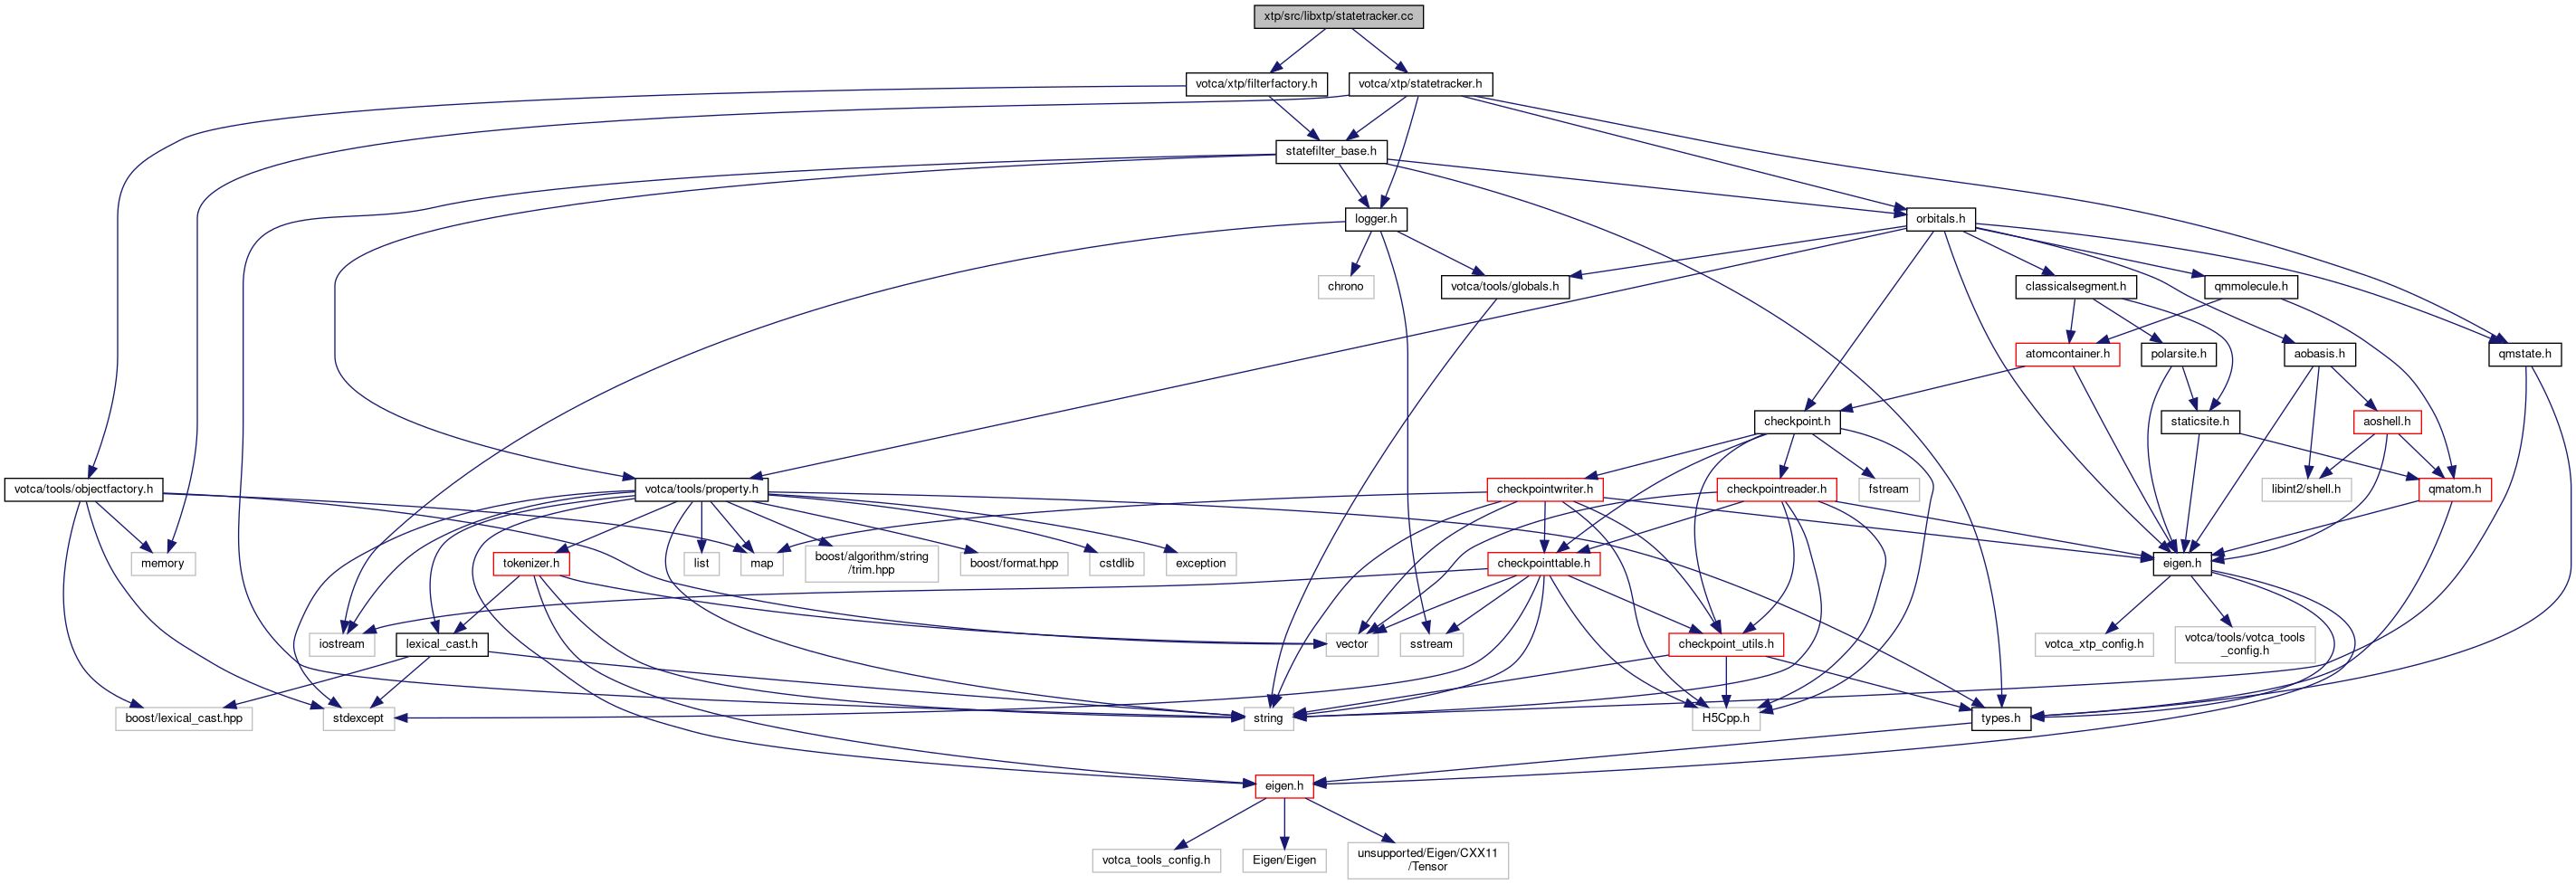 xtp/src/libxtp/statetracker.cc
votca/xtp/filterfactory.h
votca/xtp/statetracker.h
statefilter_base.h
logger.h
orbitals.h
chrono
votca/tools/globals.h
classicalsegment.h
qmmolecule.h
atomcontainer.h
polarsite.h
aobasis.h
qmstate.h
checkpoint.h
staticsite.h
aoshell.h
votca/tools/objectfactory.h
votca/tools/property.h
checkpointwriter.h
checkpointreader.h
fstream
libint2/shell.h
qmatom.h
memory
tokenizer.h
list
map
boost/algorithm/string
/trim.hpp
boost/format.hpp
cstdlib
exception
checkpointtable.h
eigen.h
iostream
lexical_cast.h
vector
sstream
checkpoint_utils.h
votca_xtp_config.h
votca/tools/votca_tools
_config.h
boost/lexical_cast.hpp
stdexcept
string
H5Cpp.h
types.h
eigen.h
votca_tools_config.h
Eigen/Eigen
unsupported/Eigen/CXX11
/Tensor